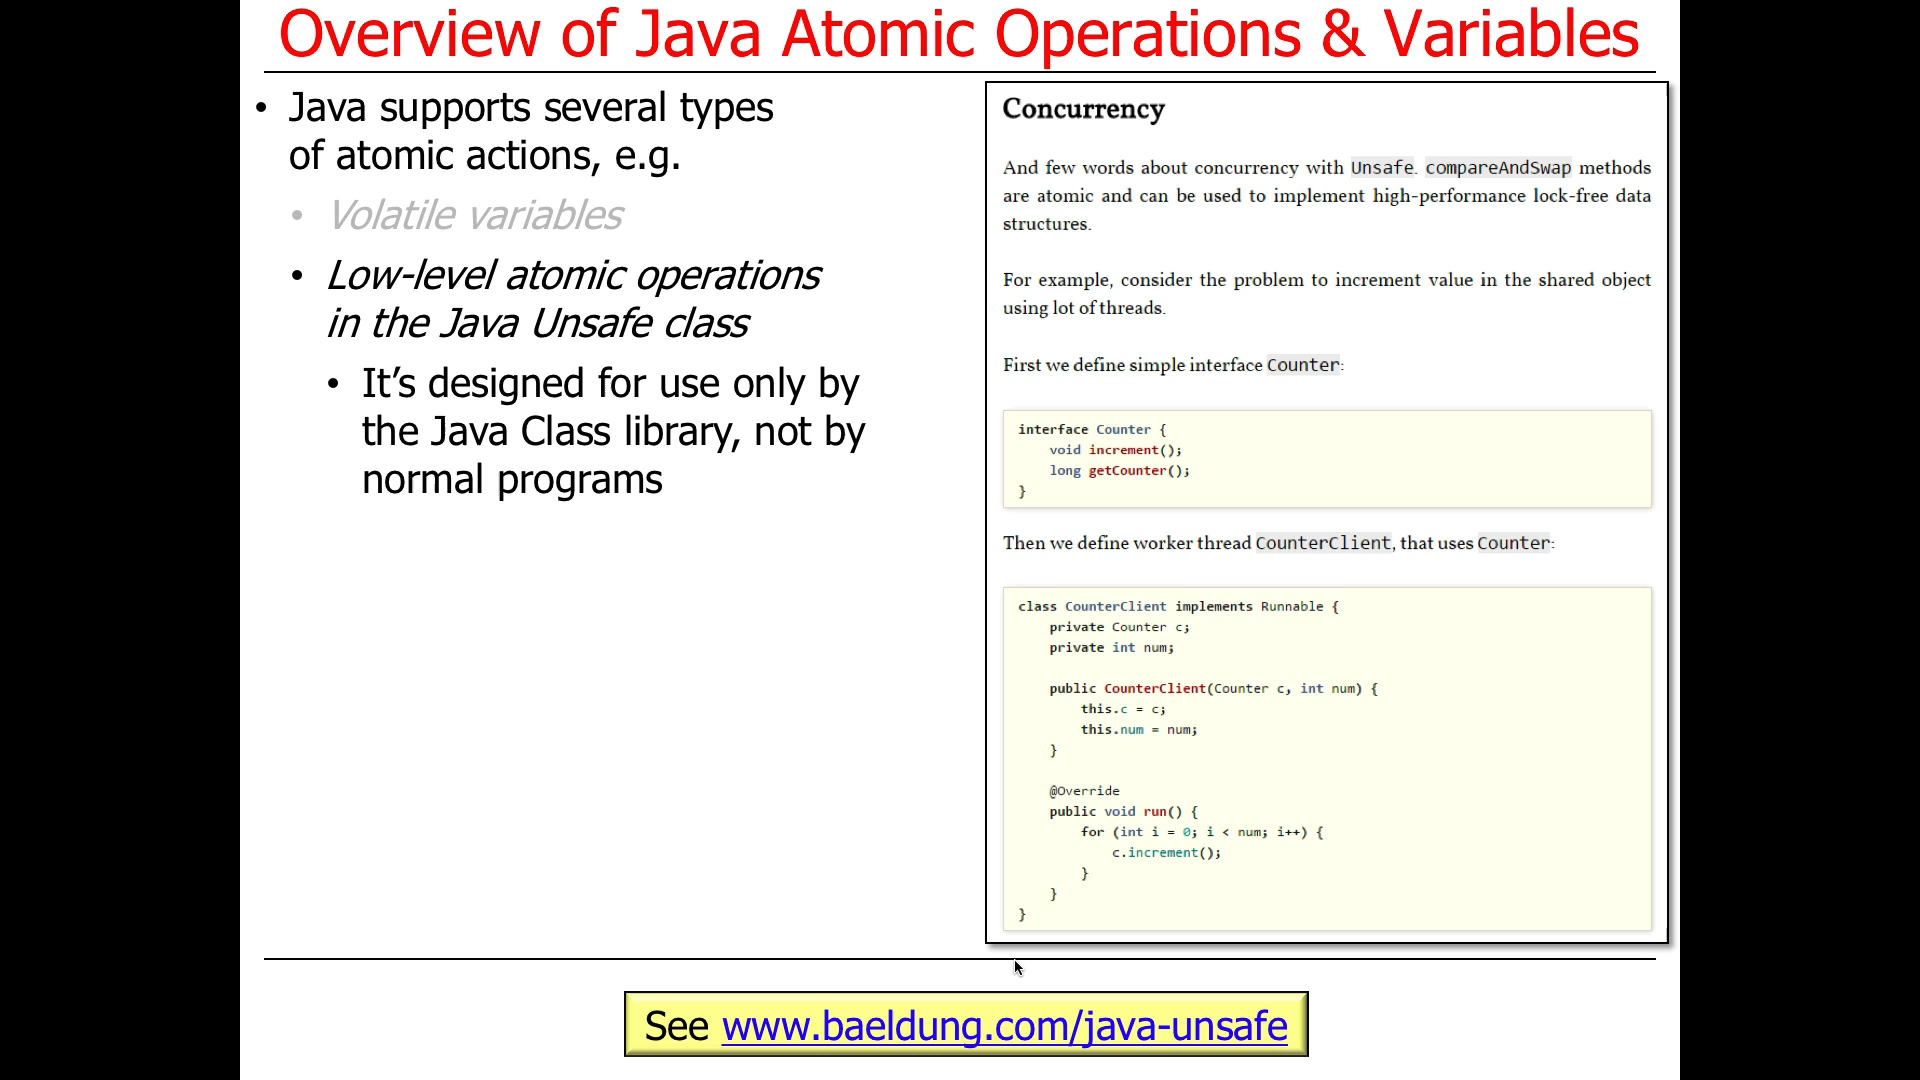 Overview of Java Atomic Operations & Variables
• Java supports several types
of atomic actions, e.g.
• Volatile variables
• Low-level atomic operations
in the Java Unsafe class
• It’s designed for use only by
the Java Class library, not by
normal programs
Concurrency
And few words about concurrency with Unsafe. compareAndSwap methods
are atomic and can be used to implement high-performance lock-free data
structures.
For example, consider the problem to increment value in the shared object
using lot of threads.
First we define simple interface Counter:
interface Counter {
    void increment();
    long getCounter();
}
Then we define worker thread CounterClient, that uses Counter:
class CounterClient implements Runnable {
    private Counter c;
    private int num;
    public CounterClient(Counter c, int num) {
        this.c = c;
        this.num = num;
    }
    @Override
    public void run() {
        for (int i = 0; i < num; i++) {
            c.increment();
        }
    }
}
See www.baeldung.com/java-unsafe